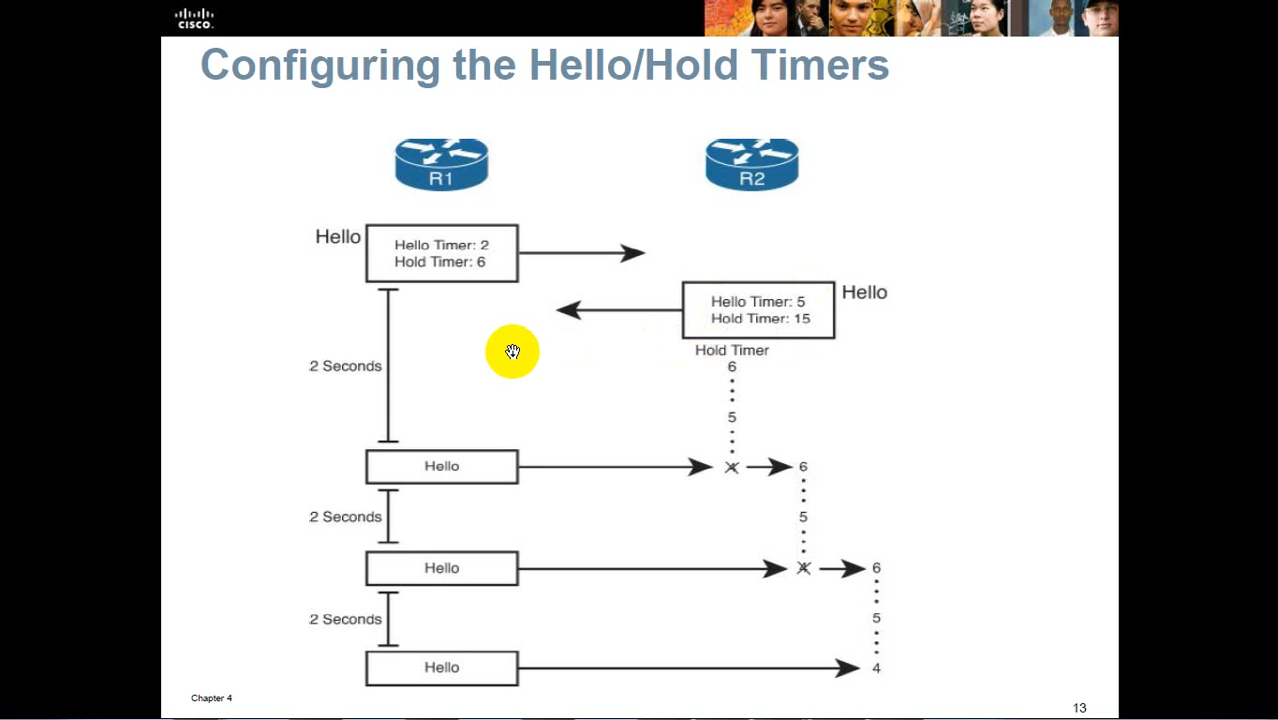 CISCO
Configuring the Hello/Hold Timers
R1
R2
Hello
Hello Timer: 2
Hold Timer: 6
Hello Timer: 5
Hold Timer: 15
Hello
Hold Timer
6
2 Seconds
5
Hello
4
6
2 Seconds
5
Hello
4
6
2 Seconds
5
Hello
4
Chapter 4
13